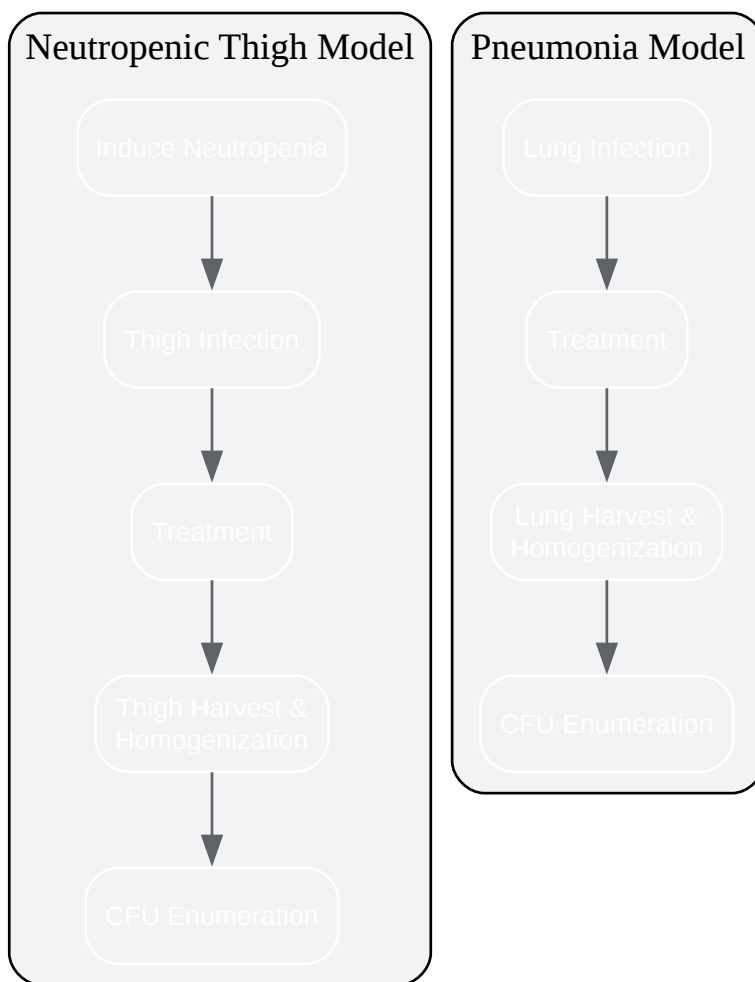 Neutropenic Thigh Model
Induce Neutropenia
Thigh Infection
Treatment
Thigh Harvest &
Homogenization
CFU Enumeration
Pneumonia Model
Lung Infection
Treatment
Lung Harvest &
Homogenization
CFU Enumeration